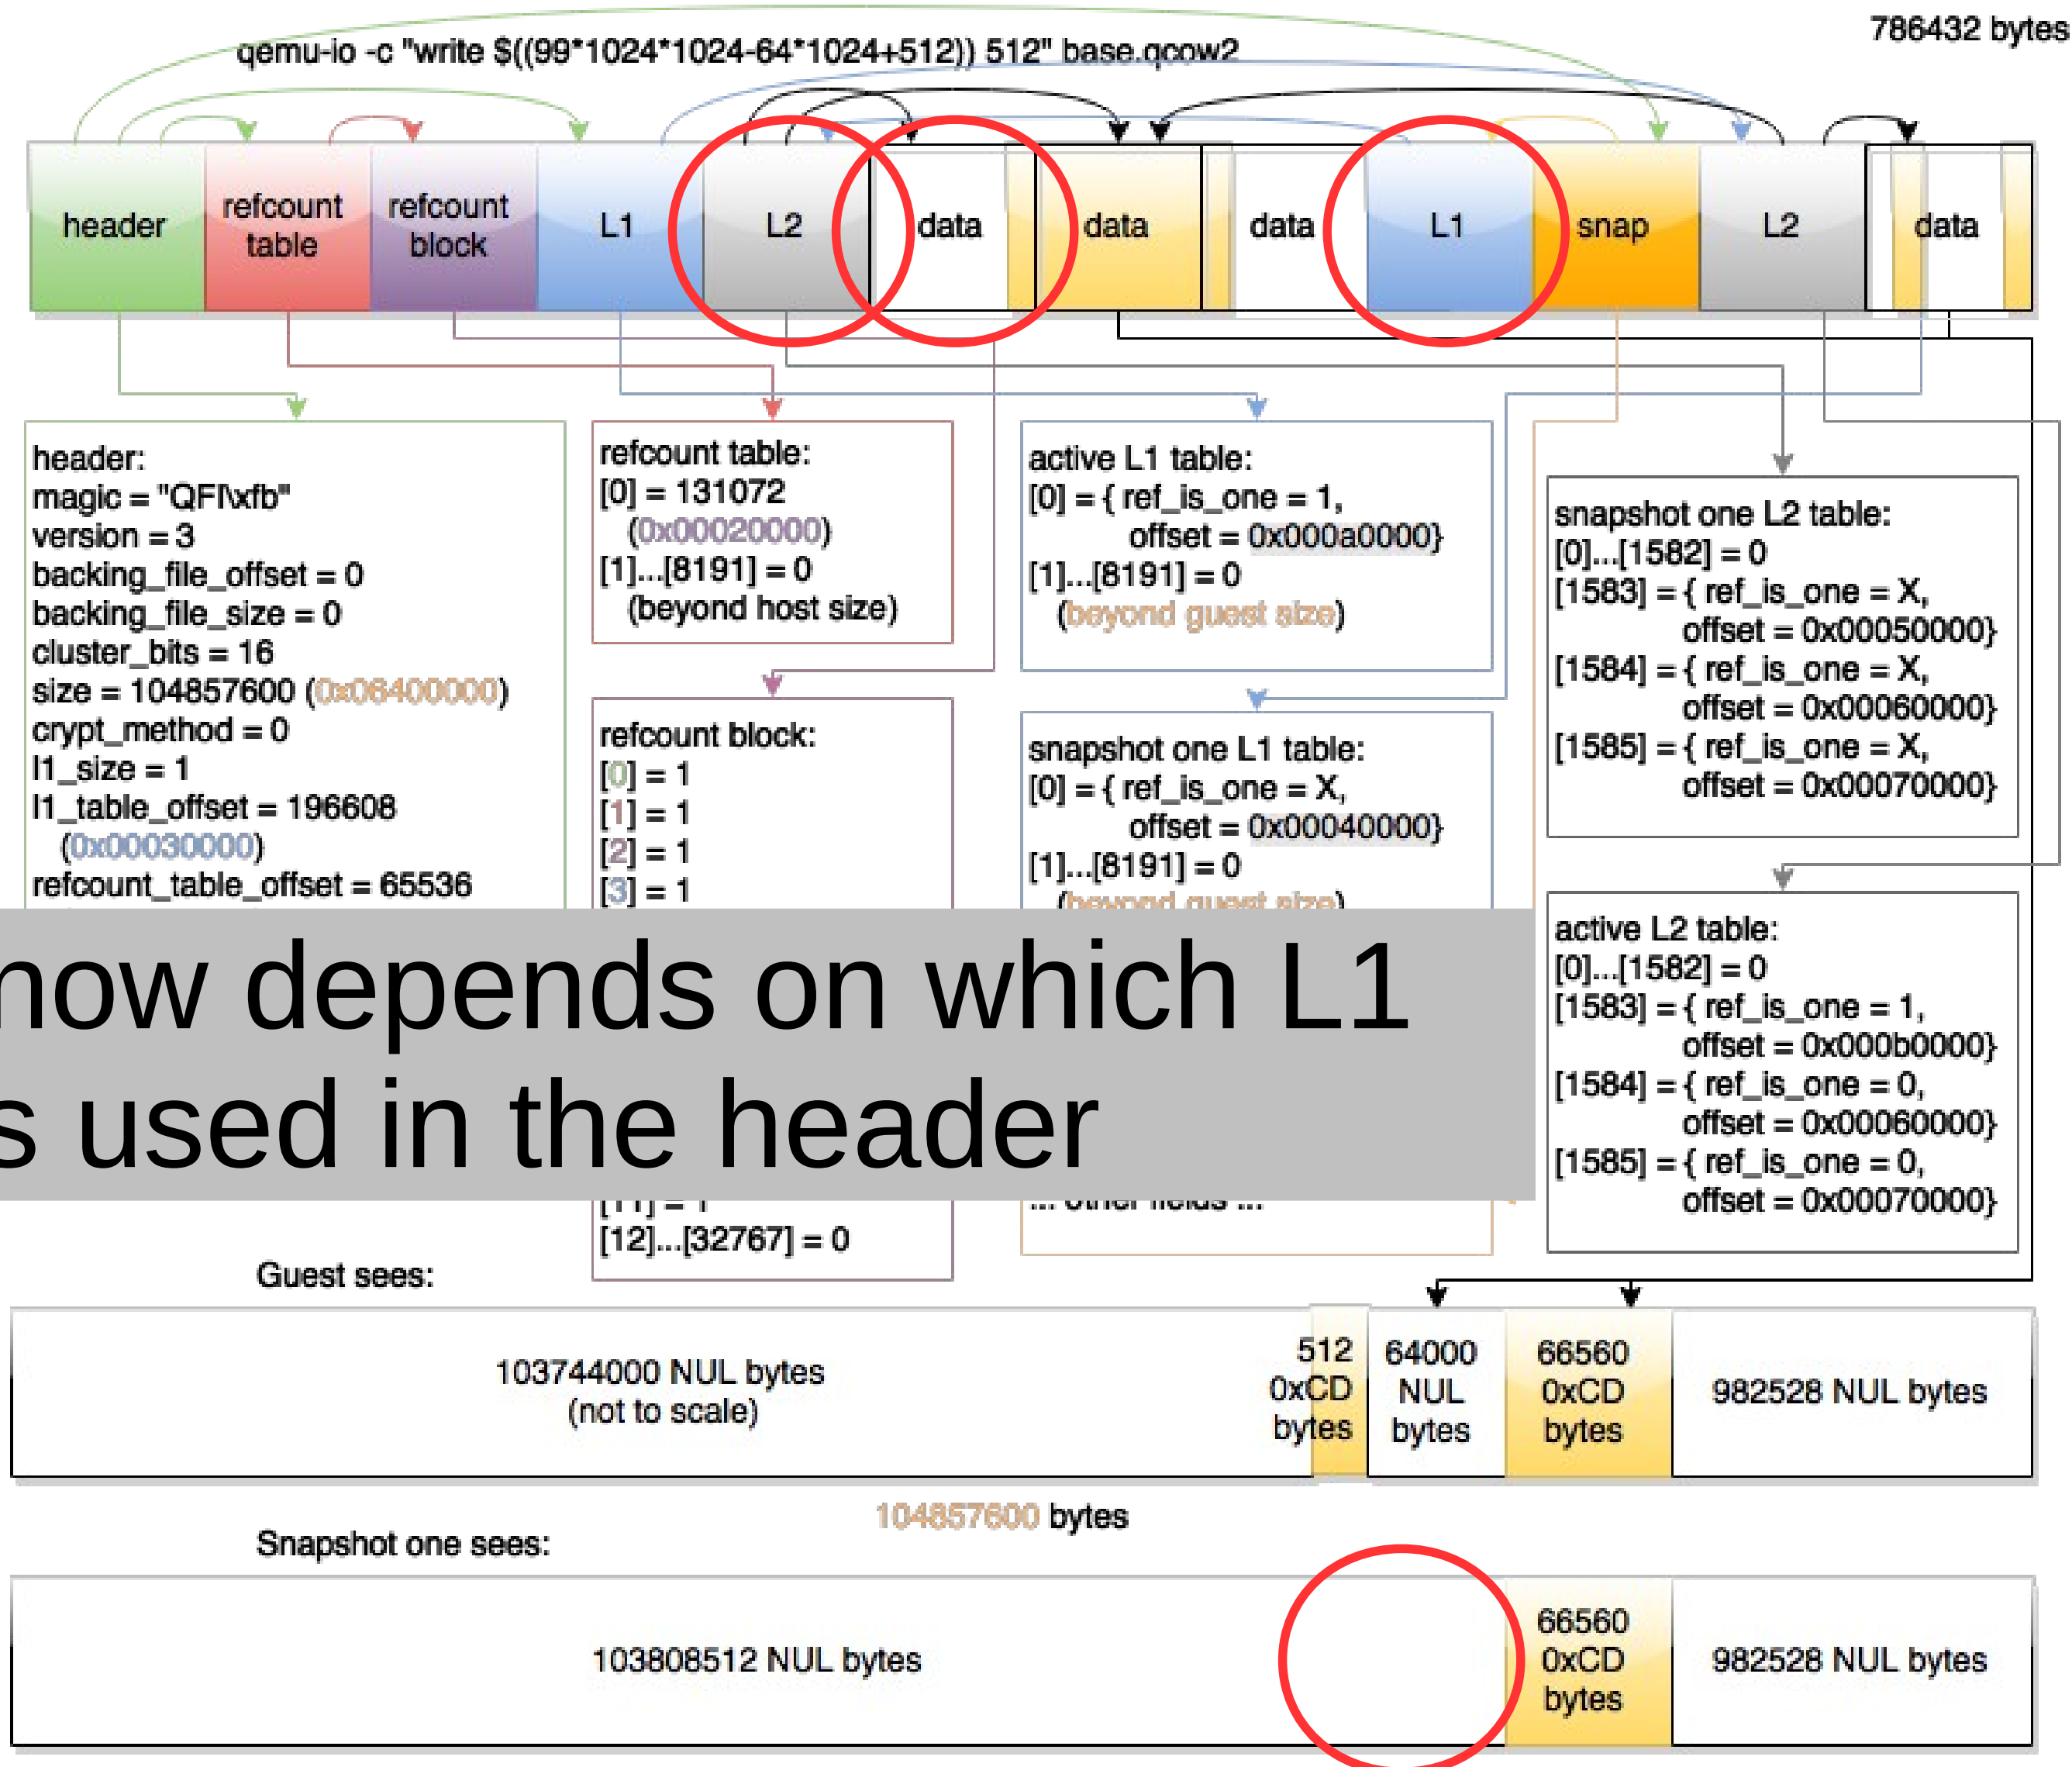 786432 bytes
qemu-io -c "write $((99*1024*1024-64*1024+512)) 512" base.qcow2
header
refcount
table
refcount
block
L1
L2
data
data
data
L1
snap
L2
data
header:
magic = "QFI\xfb"
version = 3
backing_file_offset = 0
backing_file_size = 0
cluster_bits = 16
size = 104857600 (0x06400000)
crypt_method = 0
l1_size = 1
l1_table_offset = 196608
(0x00030000)
refcount_table_offset = 65536
refcount table:
[0] = 131072
(0x00020000)
[1]...[8191] = 0
(beyond host size)
refcount block:
[0] = 1
[1] = 1
[2] = 1
[3] = 1
[11] = 1
[12]...[32767] = 0
active L1 table:
[0] = { ref_is_one = 1,
offset = 0x000a0000}
[1]...[8191] = 0
(beyond guest size)
snapshot one L1 table:
[0] = { ref_is_one = X,
offset = 0x00040000}
[1]...[8191] = 0
(beyond guest size)
... other fields ...
snapshot one L2 table:
[0]...[1582] = 0
[1583] = { ref_is_one = X,
offset = 0x00050000}
[1584] = { ref_is_one = X,
offset = 0x00060000}
[1585] = { ref_is_one = X,
offset = 0x00070000}
active L2 table:
[0]...[1582] = 0
[1583] = { ref_is_one = 1,
offset = 0x000b0000}
[1584] = { ref_is_one = 0,
offset = 0x00060000}
[1585] = { ref_is_one = 0,
offset = 0x00070000}
now depends on which L1
s used in the header
Guest sees:
103744000 NUL bytes
(not to scale)
512
0xCD
bytes
64000
NUL
bytes
66560
0xCD
bytes
982528 NUL bytes
104857600 bytes
Snapshot one sees:
103808512 NUL bytes
66560
0xCD
bytes
982528 NUL bytes